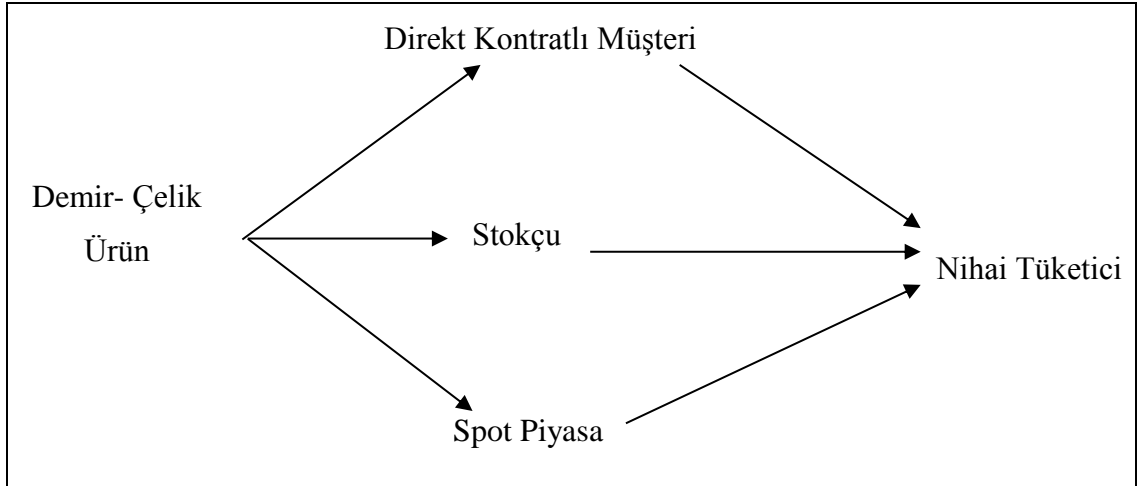 Direkt Kontratlı Müşteri
Demir- Çelik
Ürün
Stokçu
Nihai Tüketici
Spot Piyasa